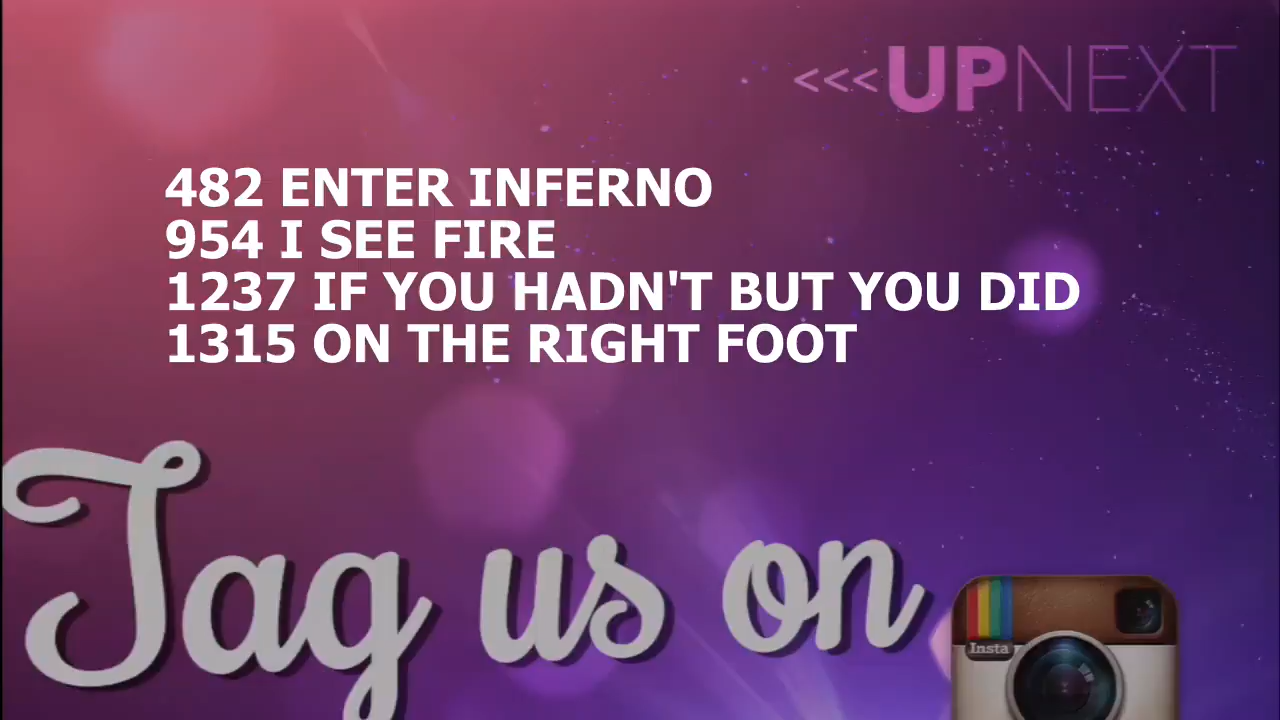 <<<UPNEXT
482 ENTER INFERNO
954 I SEE FIRE
1237 IF YOU HADN'T BUT YOU DID
1315 ON THE RIGHT FOOT
Tag us on
Insta